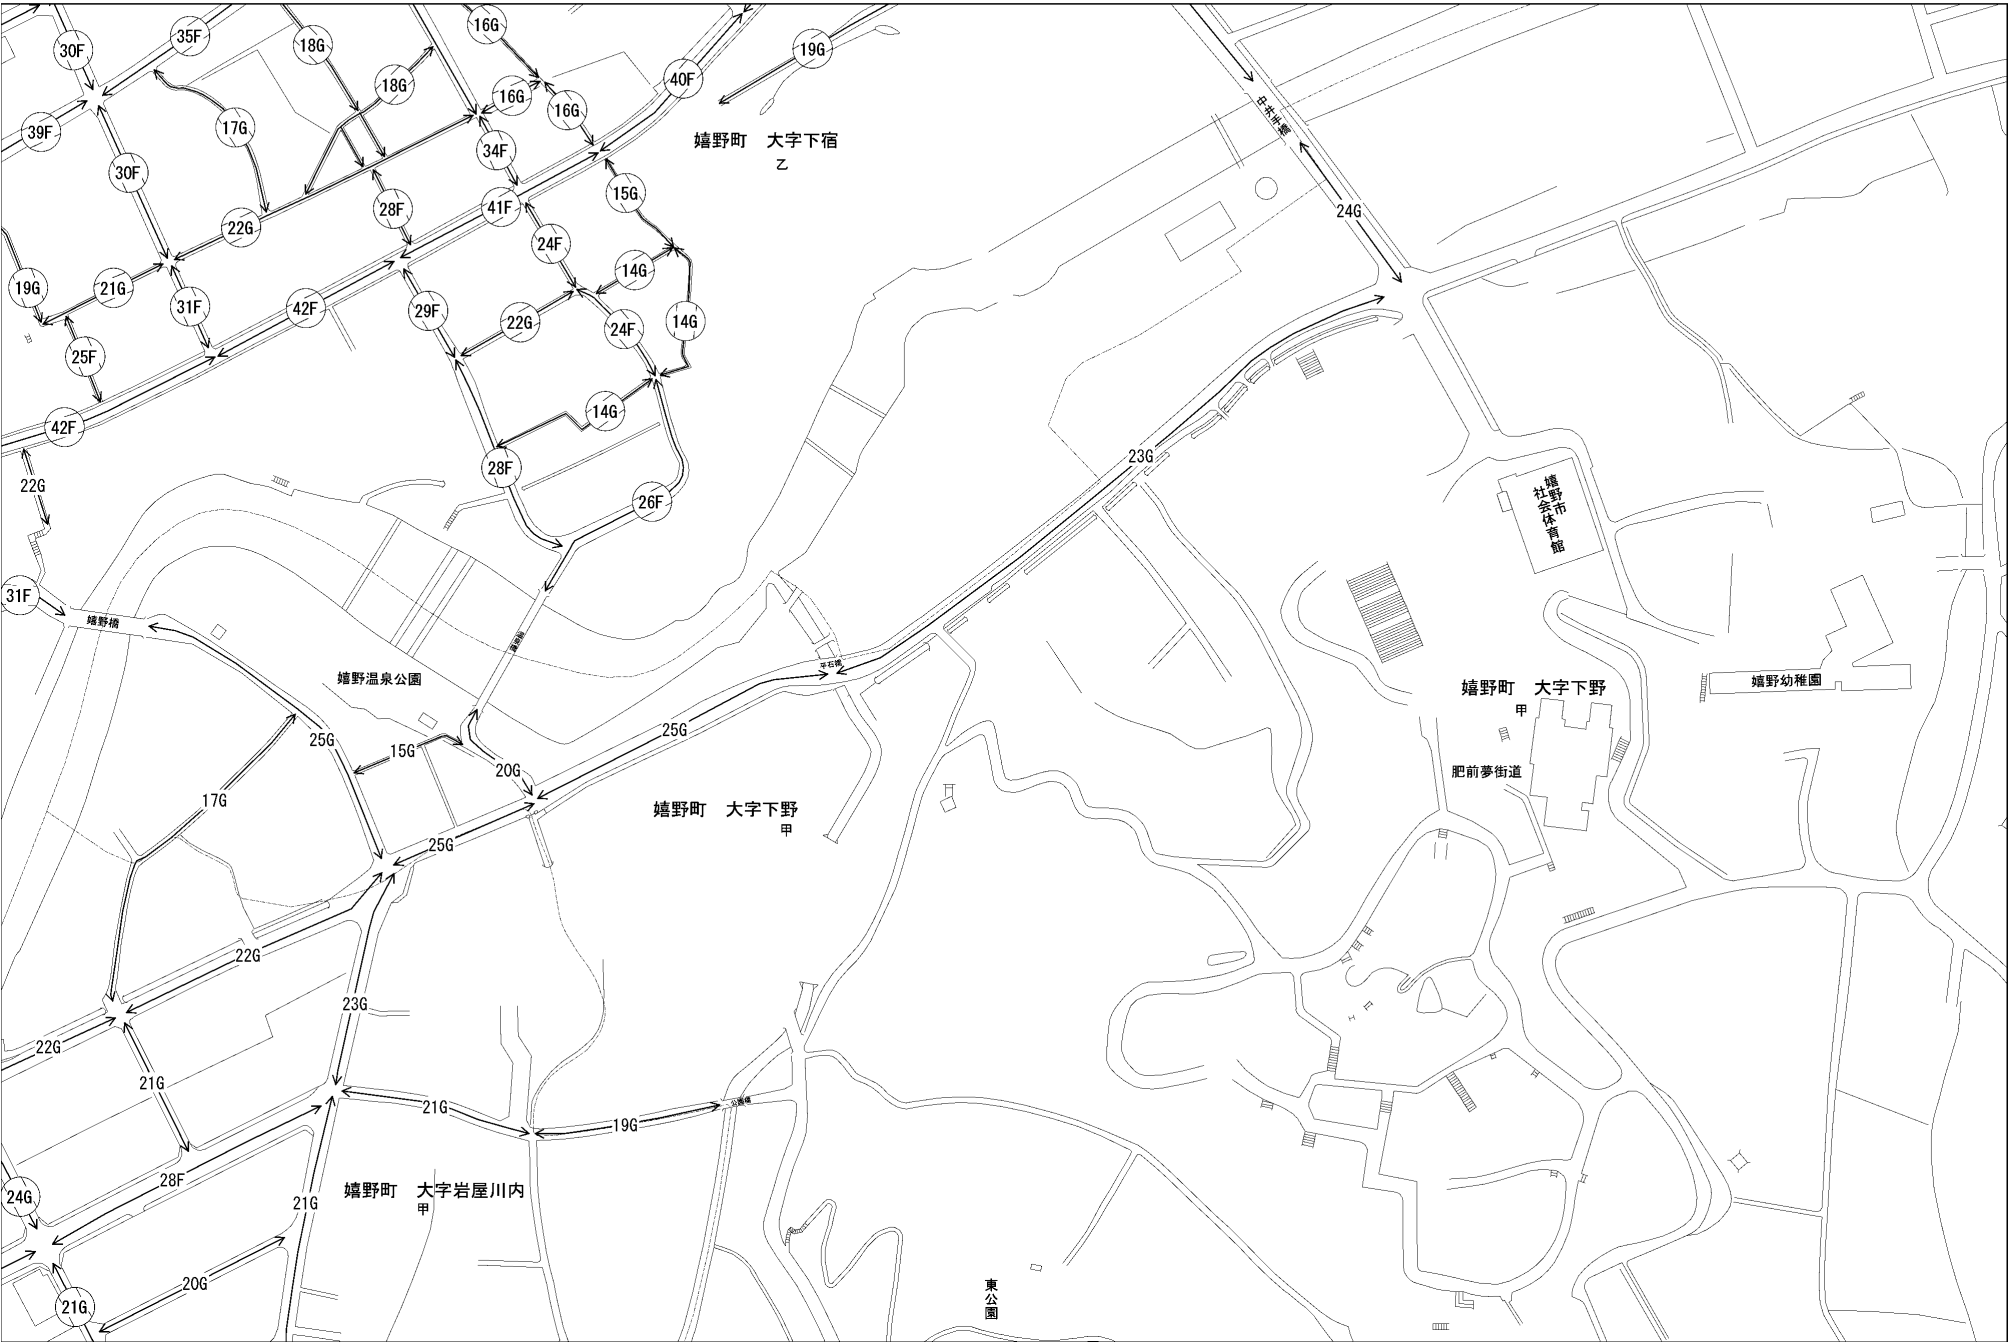 16G
30F
35F
18G
19G
18G
40F
16G
16G
39F
17G
嬉野町　大字下宿
乙
中井手橋
34F
30F
15G
28F
41F
24G
22G
24F
14G
19G
21G
31F
42F
29F
22G
24F
14G
25F
14G
42F
23G
28F
22G
26F
嬉野市
社会体育館
31F
嬉野橋
平石橋
嬉野温泉公園
嬉野町　大字下野
甲
嬉野幼稚園
25G
25G
15G
20G
肥前夢街道
17G
嬉野町　大字下野
甲
25G
22G
23G
22G
21G
21G
19G
公園橋
28F
24G
嬉野町　大字岩屋川内
甲
21G
20G
21G
東公園